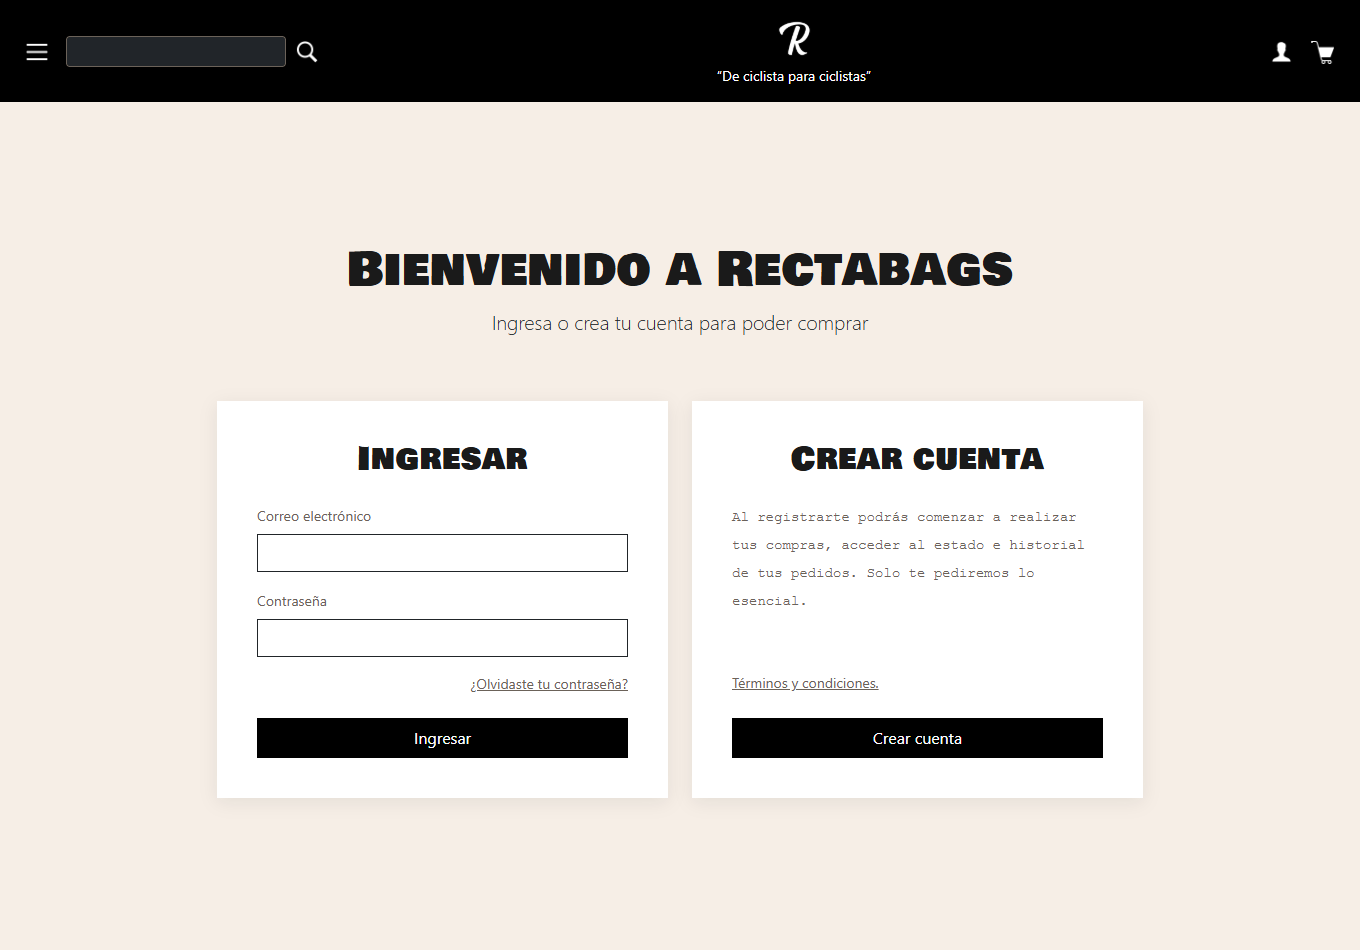 R
“De ciclista para ciclistas”
Bienvenido a Rectabags
Ingresa o crea tu cuenta para poder comprar
Ingresar
Correo electrónico
Contraseña
¿Olvidaste tu contraseña?
Ingresar
Crear cuenta
Al registrarte podrás comenzar a realizar
tus compras, acceder al estado e historial
de tus pedidos. Solo te pediremos lo
esencial.
Términos y condiciones.
Crear cuenta